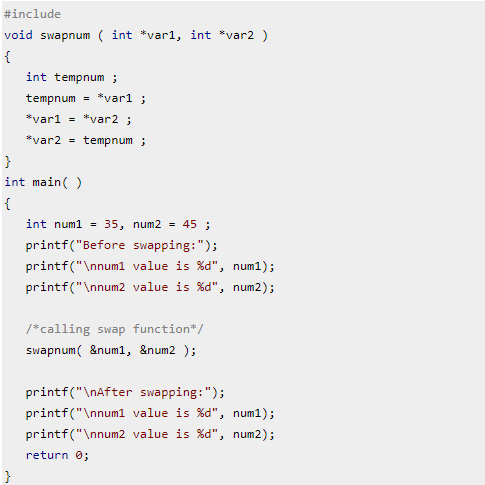 #include
void swapnum ( int *var1, int *var2 )
{
   int tempnum ;
   tempnum = *var1 ;
   *var1 = *var2 ;
   *var2 = tempnum ;
}
int main( )
{
   int num1 = 35, num2 = 45 ;
   printf("Before swapping:");
   printf("\nnum1 value is %d", num1);
   printf("\nnum2 value is %d", num2);

   /*calling swap function*/
   swapnum( &num1, &num2 );

   printf("\nAfter swapping:");
   printf("\nnum1 value is %d", num1);
   printf("\nnum2 value is %d", num2);
   return 0;
}